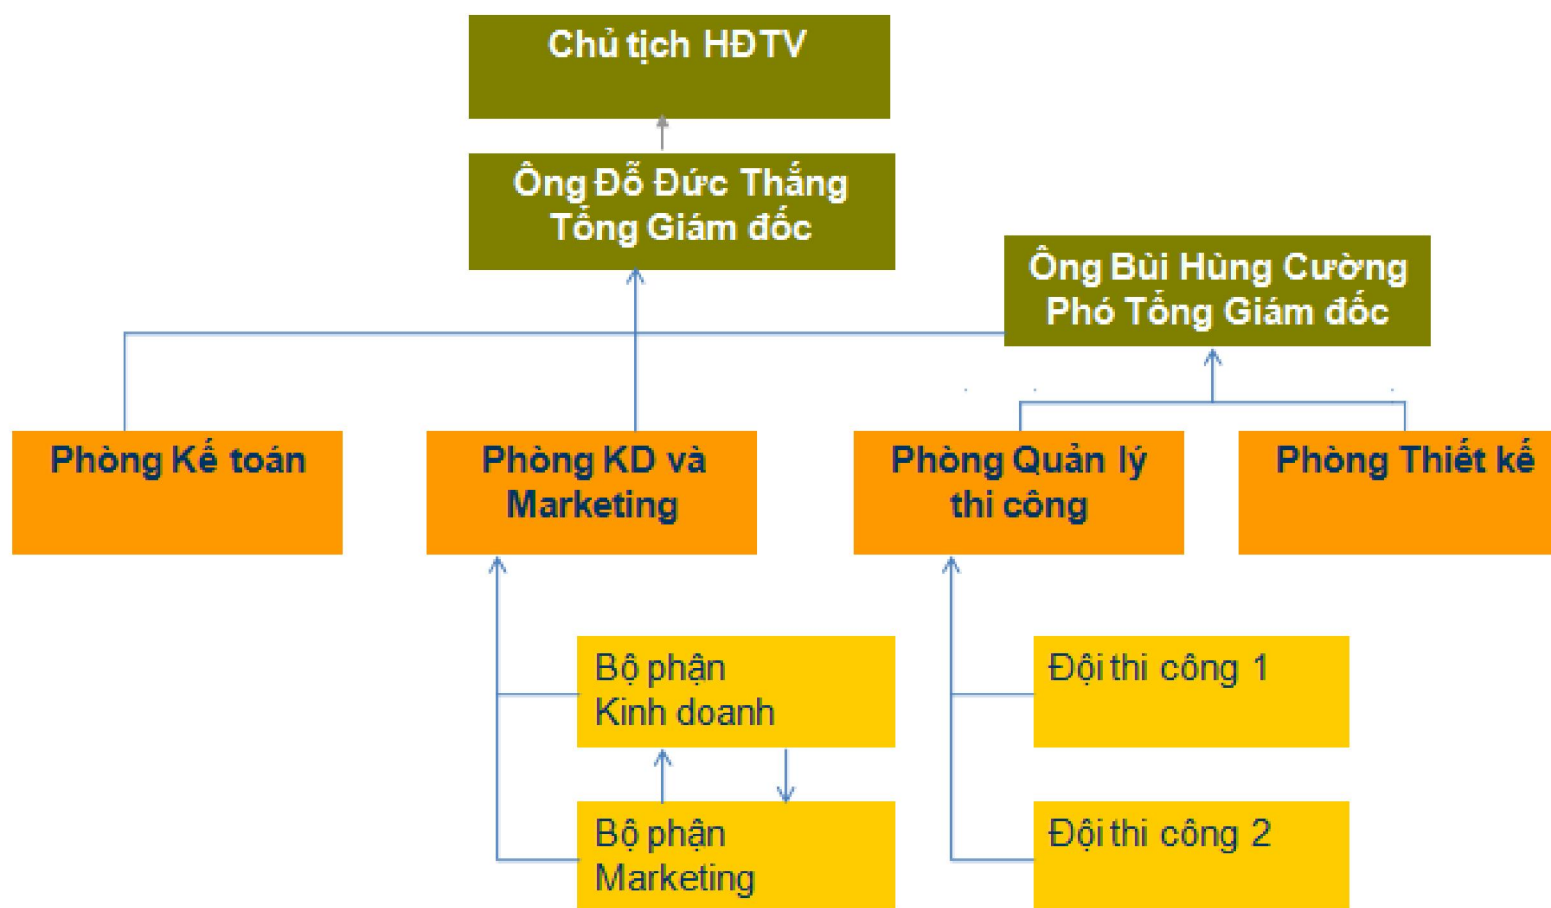 Chủ tịch HĐTV
Ông Đỗ Đức Thắng
Tổng Giám đốc
Ông Bùi Hùng Cường
Phó Tổng Giám đốc
Phòng Kế toán
Phòng KD và
Marketing
Phòng Quản lý
thi công
Phòng Thiết kế
Bộ phận
Kinh doanh
Đội thi công 1
Bộ phận
Marketing
Đội thi công 2